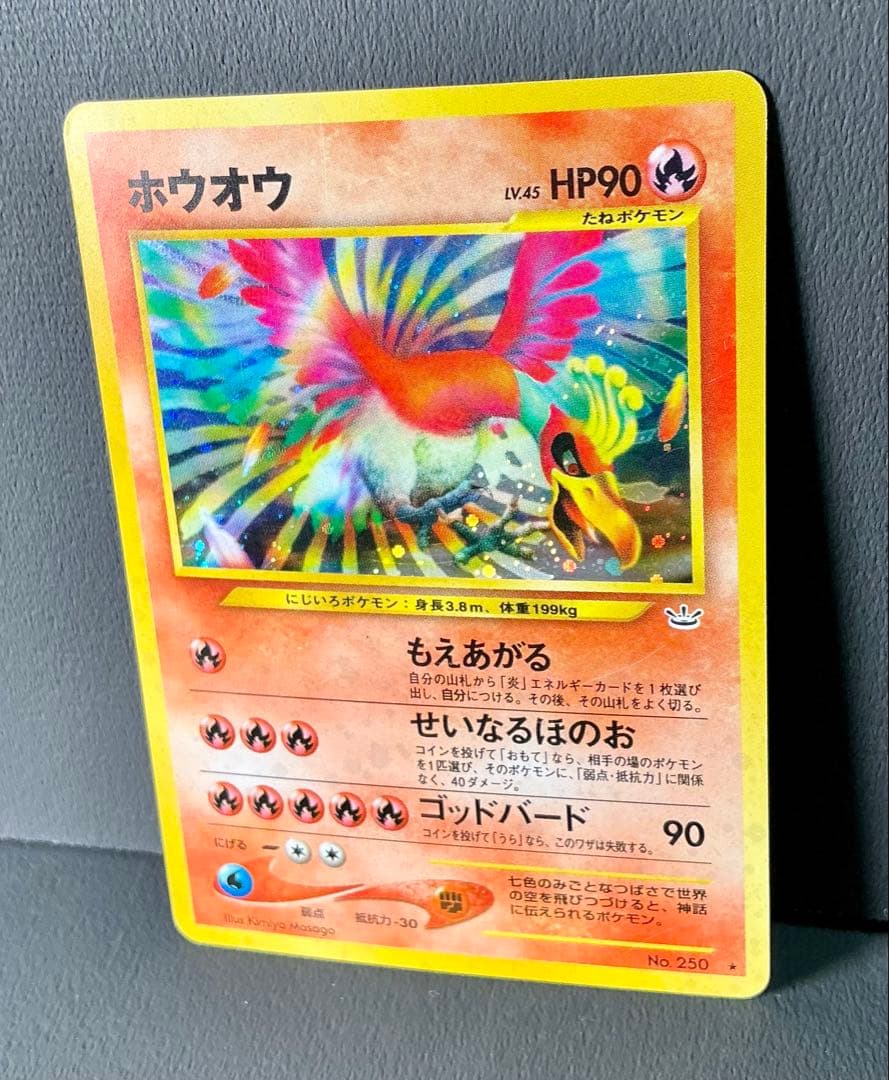 ホウオウ
LV.45 HP90
たねポケモン
にじいろポケモン：身長3.8m、体重199kg
もえあがる
自分の山札から「炎」エネルギーカードを1枚選び
出し、自分につける。その後、その山札をよく切る。
せいなるほのお
コインを投げて「おもて」なら、相手の場のポケモン
を1匹選び、そのポケモンに、「弱点・抵抗力」に関係
なく、40ダメージ。
ゴッドバード 90
コインを投げて「うら」なら、このワザは失敗する。
にげる
弱点
抵抗力-30
七色のみごとなつばさで世界
の空を飛びつづけると、神話
に伝えられるポケモン。
Illus. Kimiya Masago
No. 250